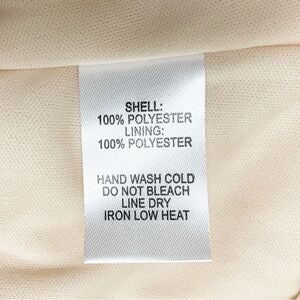 SHELL:
100% POLYESTER
LINING:
100% POLYESTER
HAND WASH COLD
DO NOT BLEACH
LINE DRY
IRON LOW HEAT